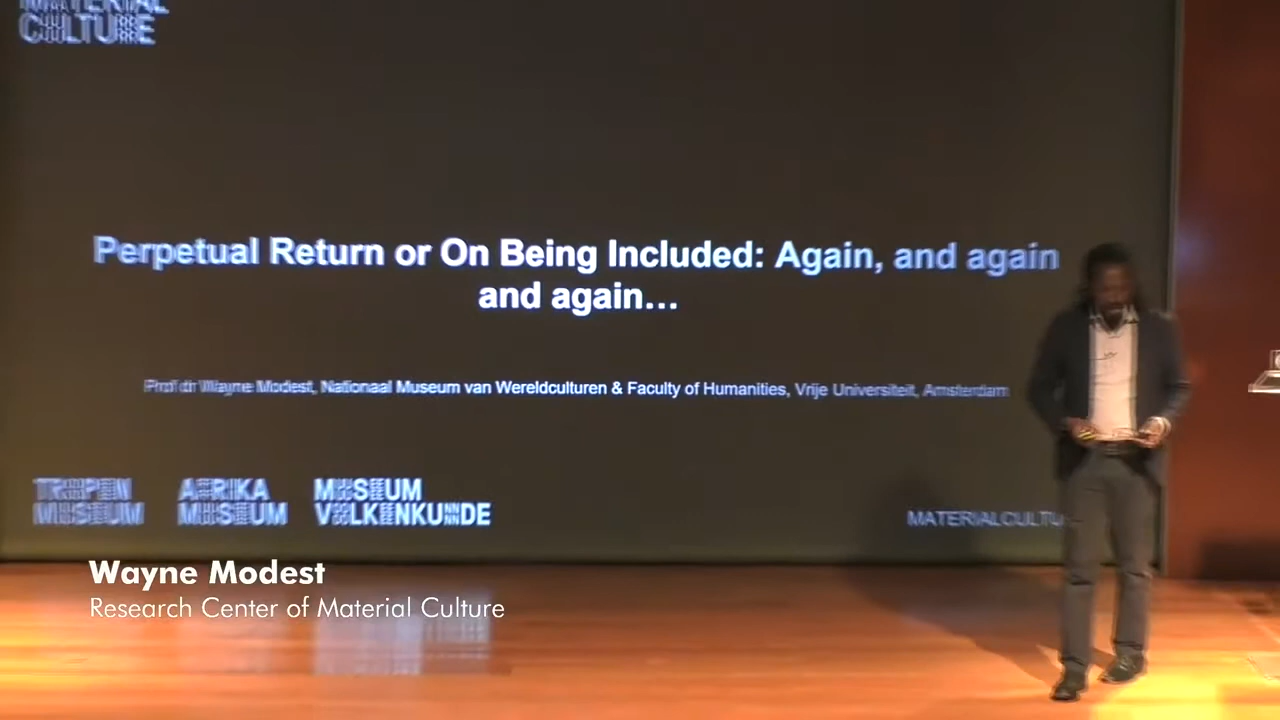 MATERIAL
CULTURE
Perpetual Return or On Being Included: Again, and again
and again...
Prof dr Wayne Modest, Nationaal Museum van Wereldculturen & Faculty of Humanities, Vrije Universiteit, Amsterdam
TROPEN
MUSEUM
AFRIKA
MUSEUM
MUSEUM
VOLKENKUNDE
MATERIALCULTU
Wayne Modest
Research Center of Material Culture